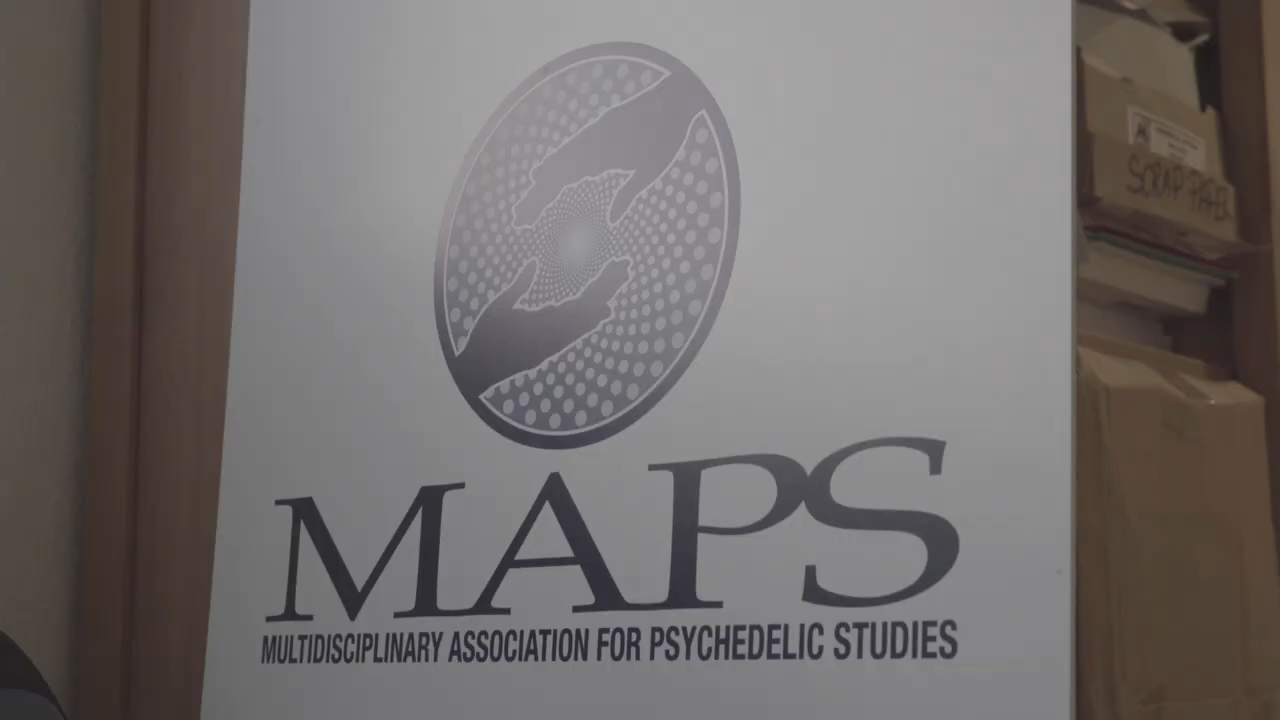 MAPS
MULTIDISCIPLINARY ASSOCIATION FOR PSYCHEDELIC STUDIES
SCRAP PAPER